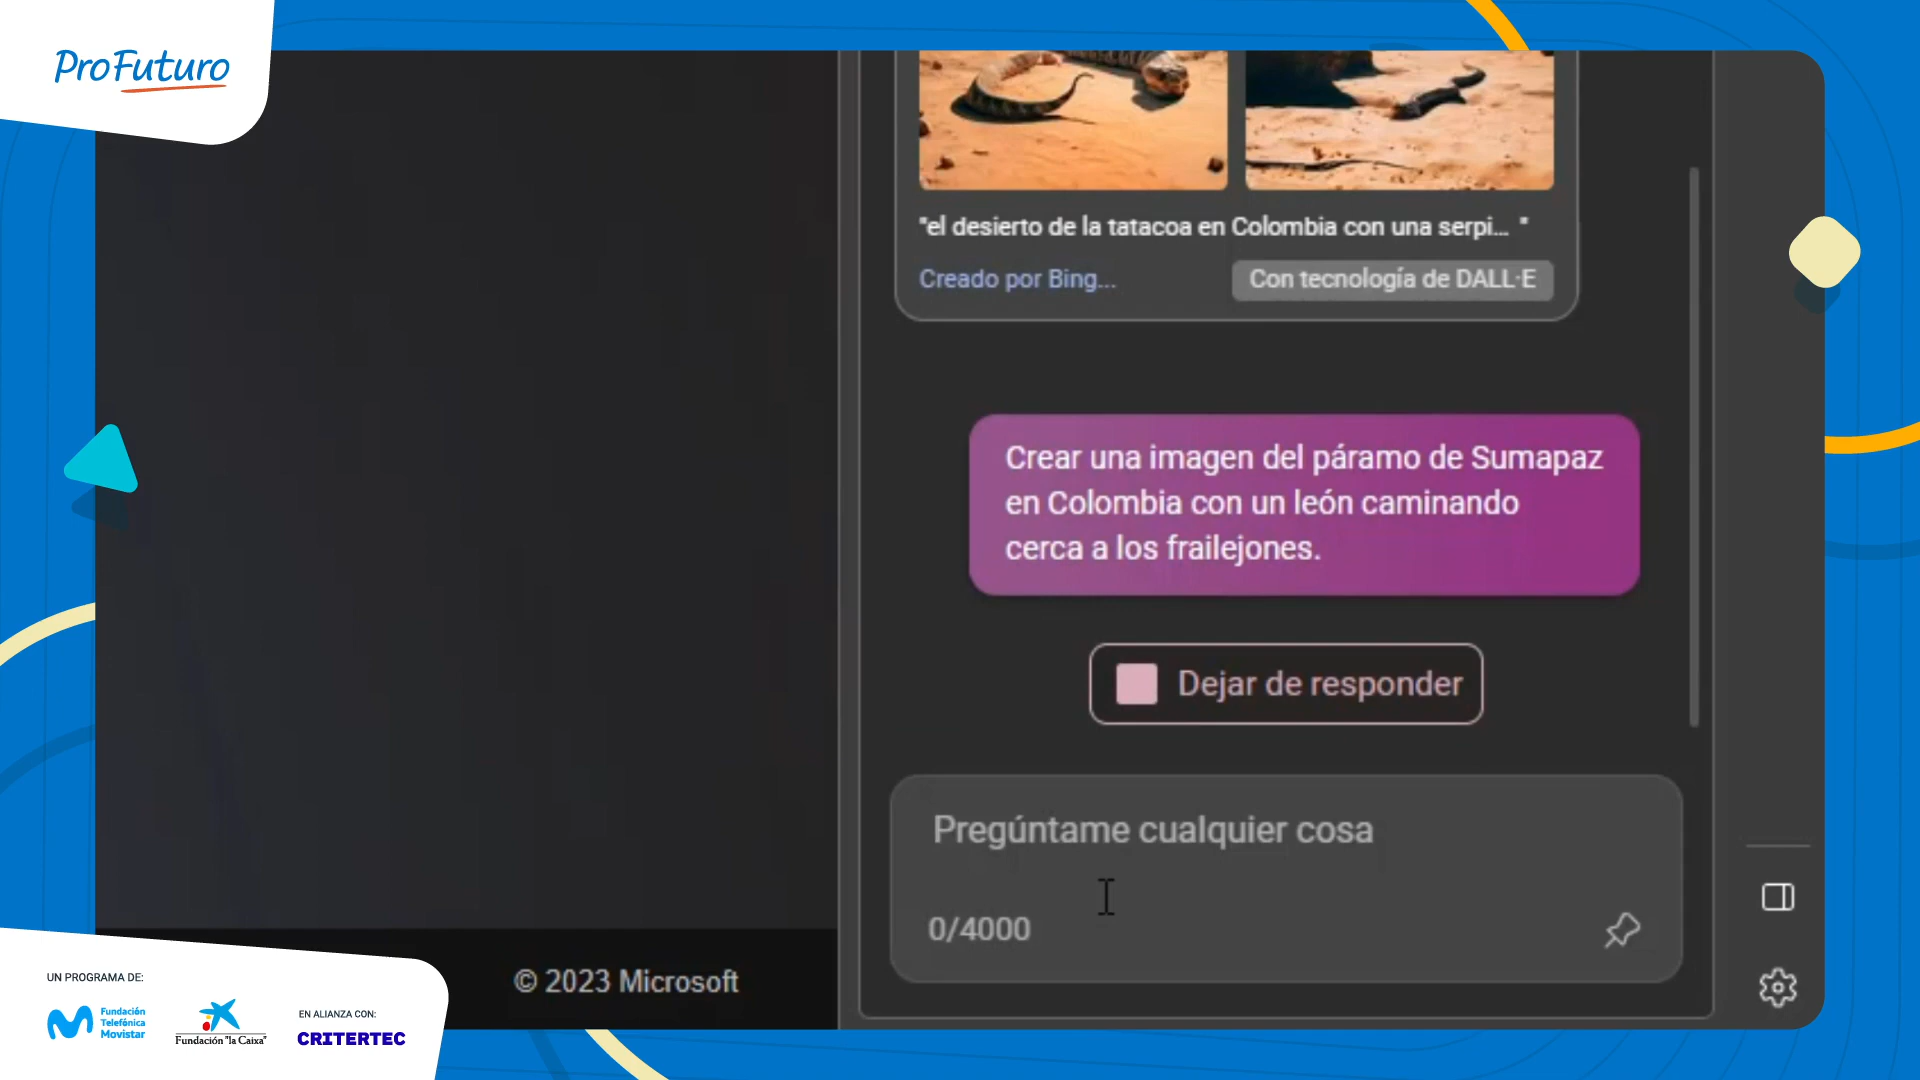 ProFuturo
"el desierto de la tatacoa en Colombia con una serpi... "
Creado por Bing...
Con tecnología de DALL·E
Crear una imagen del páramo de Sumapaz
en Colombia con un león caminando
cerca a los frailejones.
Dejar de responder
Pregúntame cualquier cosa
0/4000
© 2023 Microsoft
UN PROGRAMA DE:
Fundación
Telefónica
Movistar
Fundación "la Caixa"
EN ALIANZA CON:
CRITERTEC